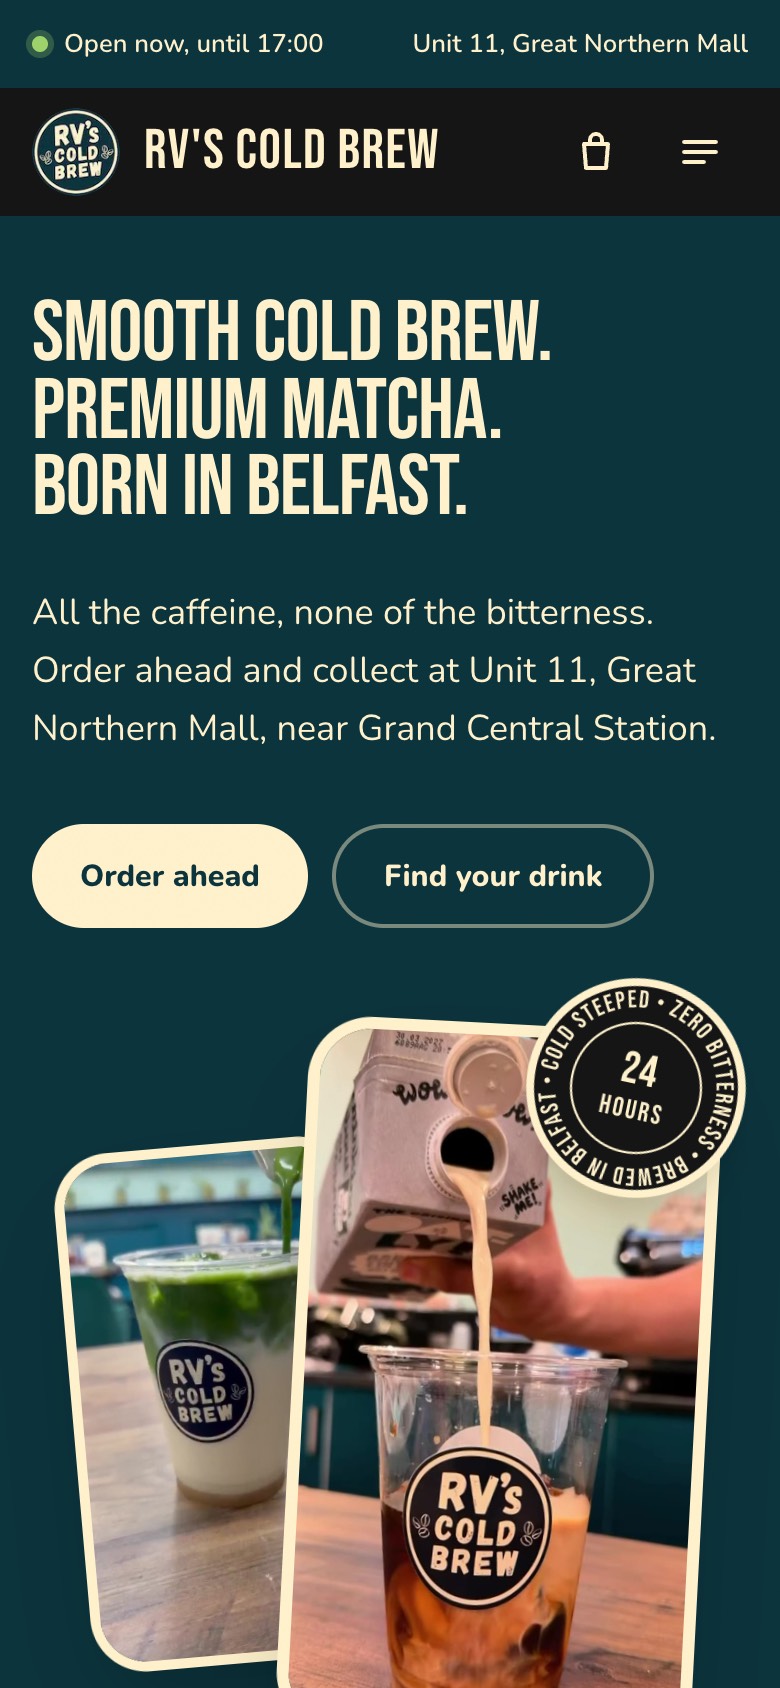 Open now, until 17:00
Unit 11, Great Northern Mall
RV's COLD BREW
RV'S COLD BREW
SMOOTH COLD BREW.
PREMIUM MATCHA.
BORN IN BELFAST.
All the caffeine, none of the bitterness.
Order ahead and collect at Unit 11, Great
Northern Mall, near Grand Central Station.
Order ahead
Find your drink
COLD STEEPED • ZERO BITTERNESS • BREWED IN BELFAST •
24
HOURS
SHAKE
ME!
RV's
COLD
BREW
RV's
COLD
BREW